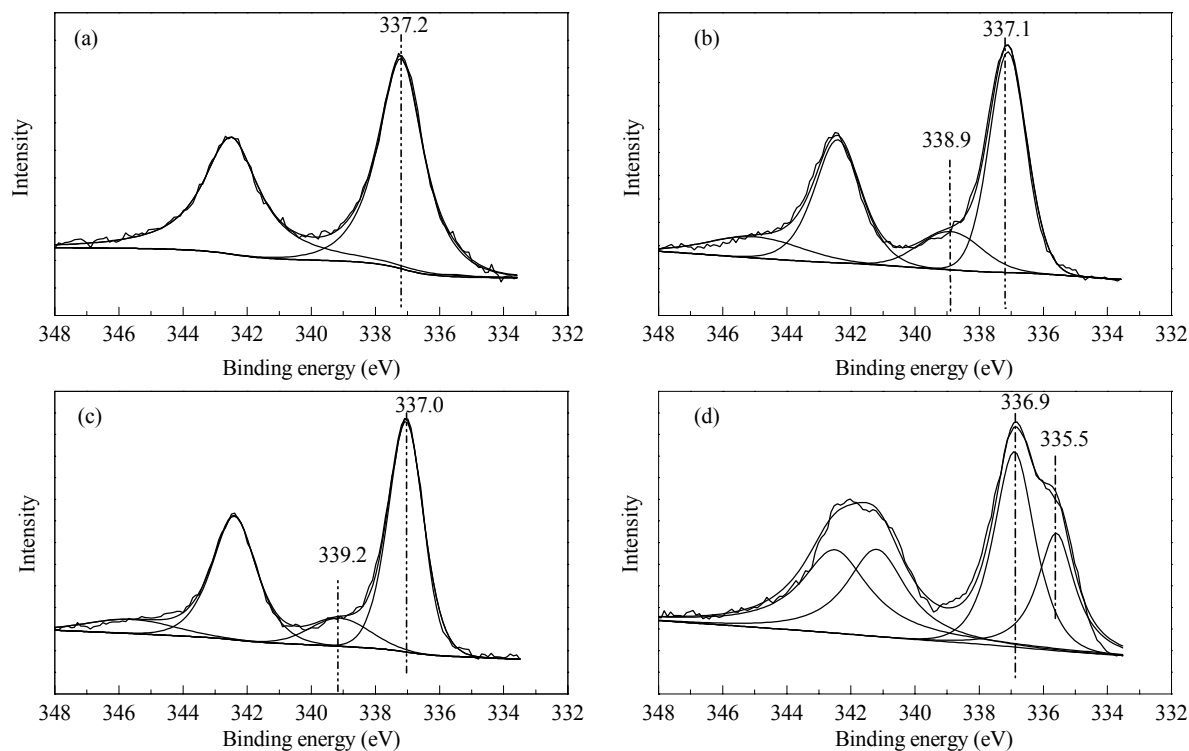 (a)
337.2
Intensity
348 346 344 342 340 338 336 334 332
Binding energy (eV)
(b)
337.1
338.9
Intensity
348 346 344 342 340 338 336 334 332
Binding energy (eV)
(c)
337.0
339.2
Intensity
348 346 344 342 340 338 336 334 332
Binding energy (eV)
(d)
336.9
335.5
Intensity
348 346 344 342 340 338 336 334 332
Binding energy (eV)